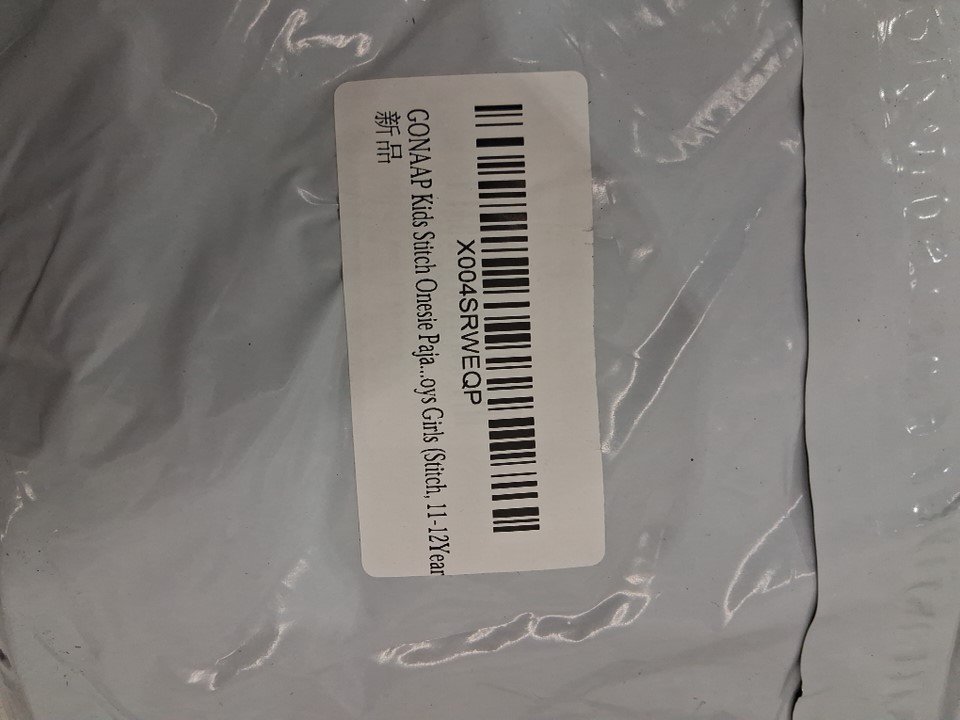 X004SRWEQP
GONAAP Kids Stitch Onesie Paja...oys Girls (Stitch, 11-12Year
新品